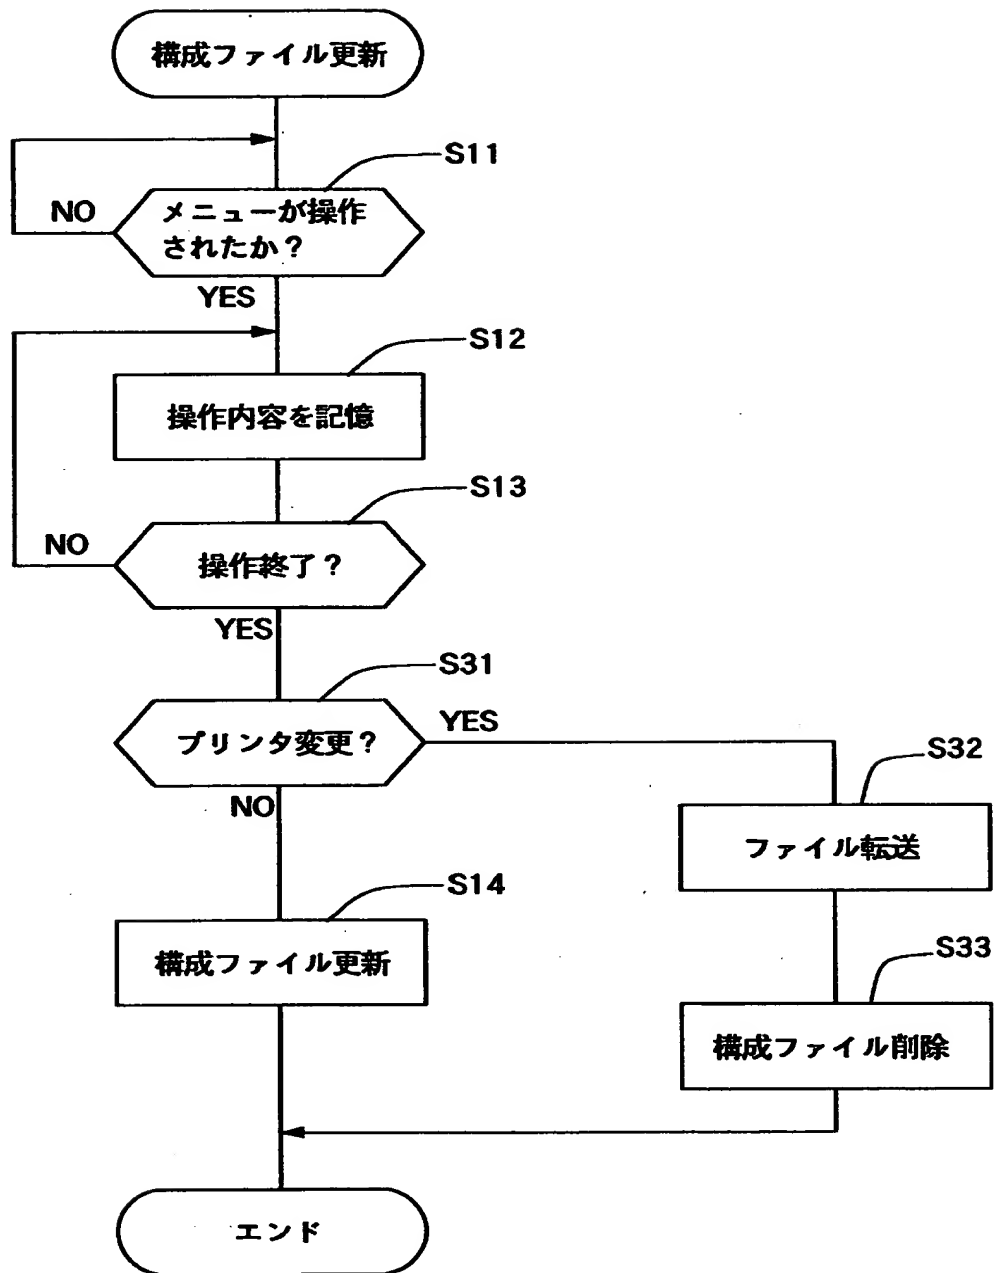 構成ファイル更新
S11
NO
メニューが操作
されたか？
YES
S12
操作内容を記憶
S13
NO
操作終了？
YES
S31
プリンタ変更？
YES
NO
S32
ファイル転送
S14
構成ファイル更新
S33
構成ファイル削除
エンド